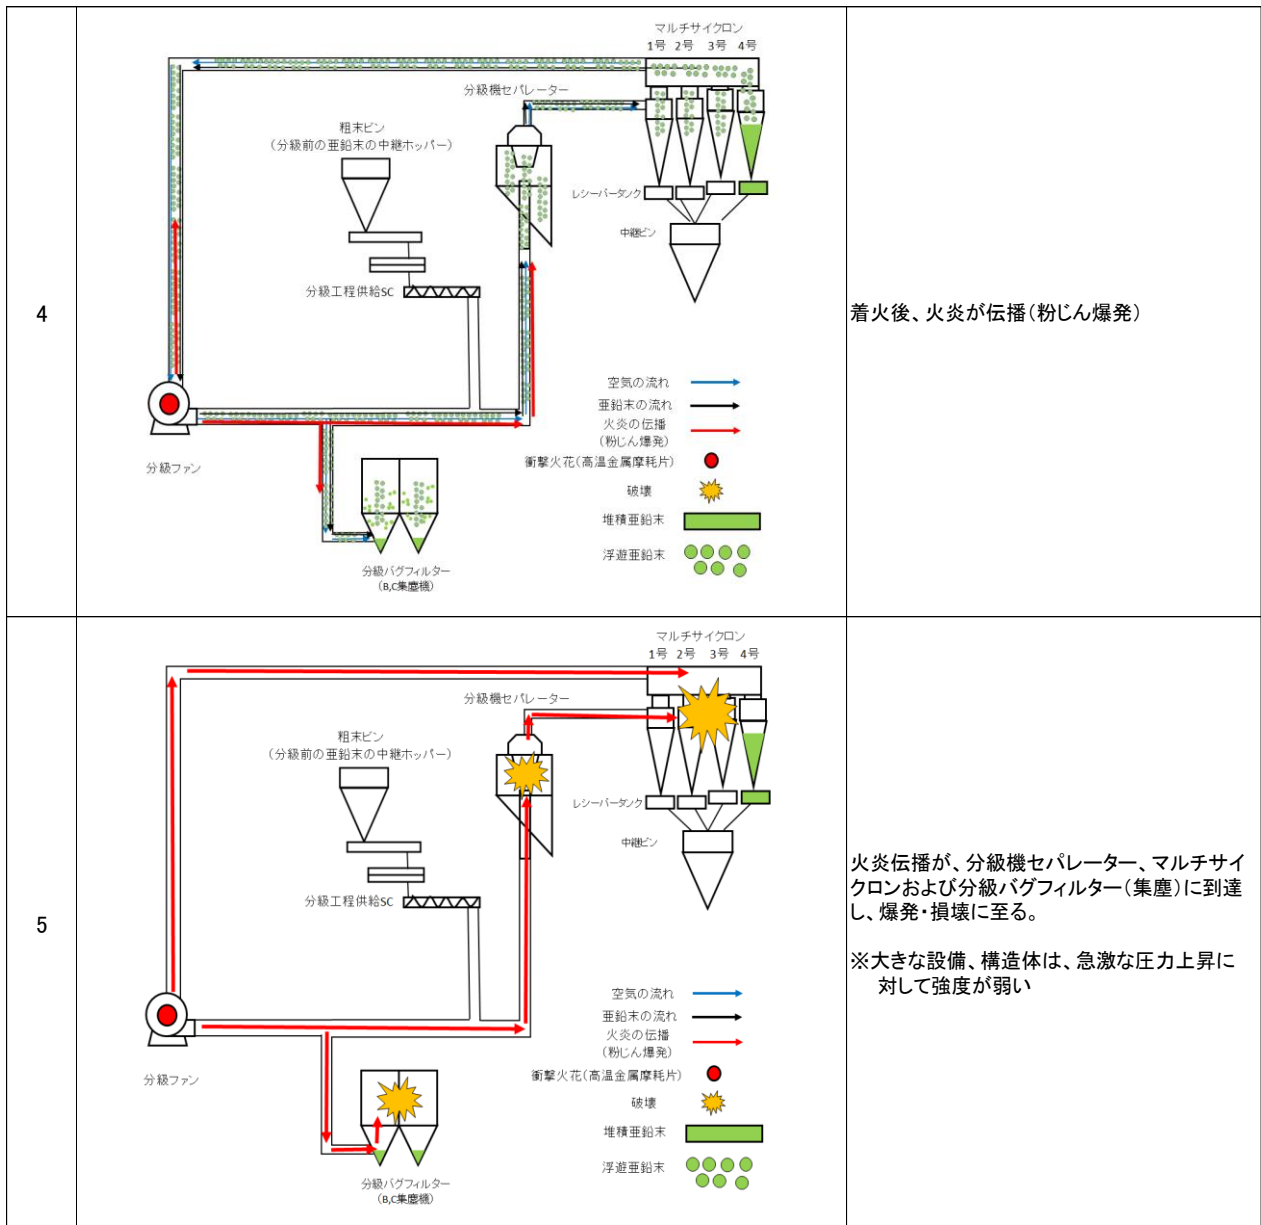 4
マルチサイクロン
1号 2号 3号 4号
分級機セパレーター
粗末ビン
(分級前の亜鉛末の中継ホッパー)
レシーバータンク
中継ビン
分級工程供給SC
空気の流れ
亜鉛末の流れ
火炎の伝播
(粉じん爆発)
衝撃火花(高温金属摩耗片)
破壊
堆積亜鉛末
浮遊亜鉛末
分級ファン
分級バグフィルター
(B,C集塵機)
着火後、火炎が伝播(粉じん爆発)
5
マルチサイクロン
1号 2号 3号 4号
分級機セパレーター
粗末ビン
(分級前の亜鉛末の中継ホッパー)
レシーバータンク
中継ビン
分級工程供給SC
空気の流れ
亜鉛末の流れ
火炎の伝播
(粉じん爆発)
衝撃火花(高温金属摩耗片)
破壊
堆積亜鉛末
浮遊亜鉛末
分級ファン
分級バグフィルター
(B,C集塵機)
火炎伝播が、分級機セパレーター、マルチサイ
クロンおよび分級バグフィルター(集塵)に到達
し、爆発・損壊に至る。
※大きな設備、構造体は、急激な圧力上昇に
対して強度が弱い